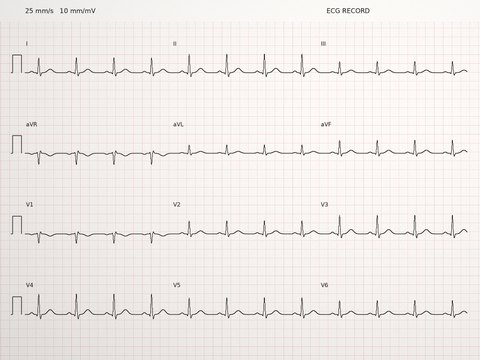 25 mm/s 10 mm/mV ECG RECORD
I II III
aVR aVL aVF
V1 V2 V3
V4 V5 V6